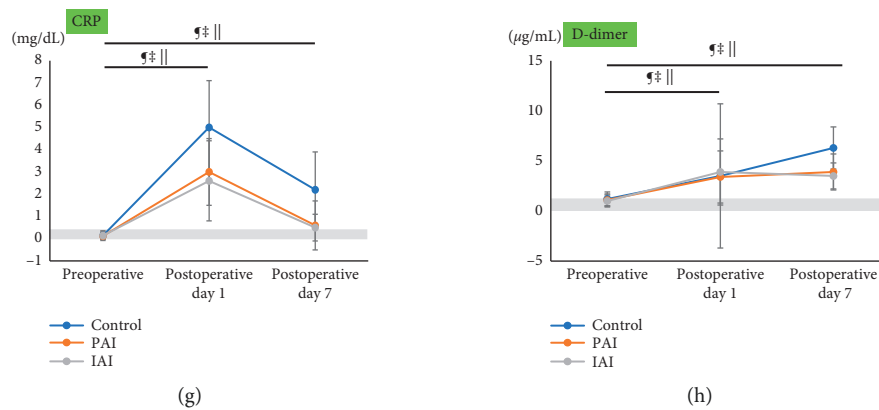 CRP
(mg/dL)
¶‡ ||
¶‡ ||
8
7
6
5
4
3
2
1
0
–1
Preoperative
Postoperative
day 1
Postoperative
day 7
Control
PAI
IAI
(g)
D-dimer
(µg/mL)
¶‡ ||
¶‡ ||
15
10
5
0
–5
Preoperative
Postoperative
day 1
Postoperative
day 7
Control
PAI
IAI
(h)